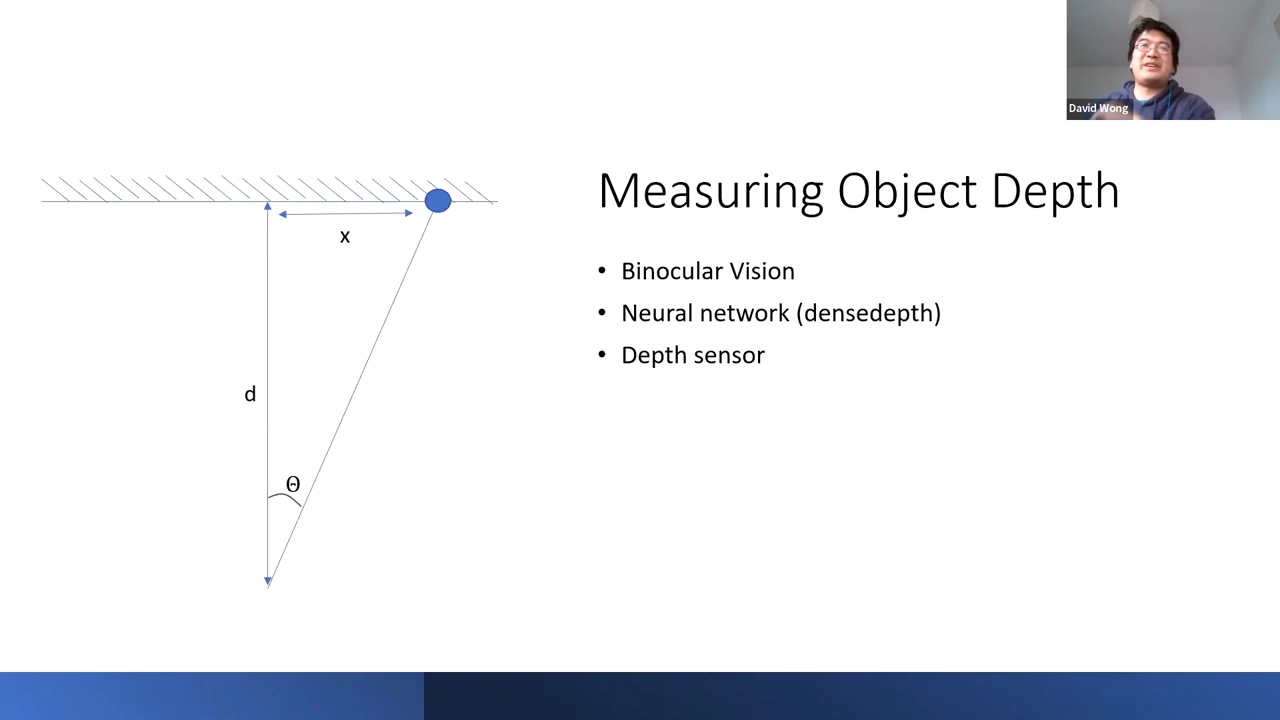 David Wong
Measuring Object Depth
x
• Binocular Vision
• Neural network (densedepth)
• Depth sensor
d
Θ